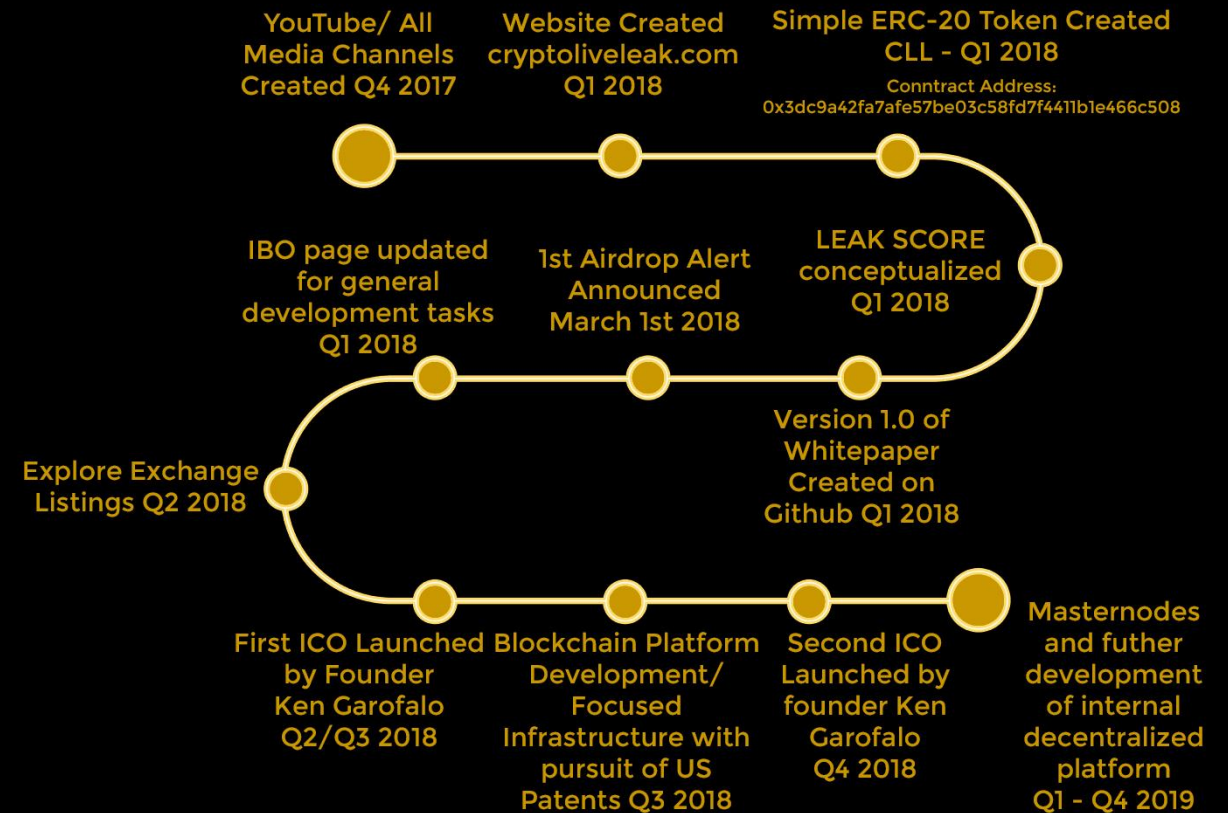 YouTube/ All
Media Channels
Created Q4 2017
Website Created
cryptoliveleak.com
Q1 2018
Simple ERC-20 Token Created
CLL - Q1 2018
Conntract Address:
0x3dc9a42fa7afe57be03c58fd7f4411b1e466c508
LEAK SCORE
conceptualized
Q1 2018
Version 1.0 of
Whitepaper
Created on
Github Q1 2018
1st Airdrop Alert
Announced
March 1st 2018
IBO page updated
for general
development tasks
Q1 2018
Explore Exchange
Listings Q2 2018
First ICO Launched
by Founder
Ken Garofalo
Q2/Q3 2018
Blockchain Platform
Development/
Focused
Infrastructure with
pursuit of US
Patents Q3 2018
Second ICO
Launched by
founder Ken
Garofalo
Q4 2018
Masternodes
and futher
development
of internal
decentralized
platform
Q1 - Q4 2019